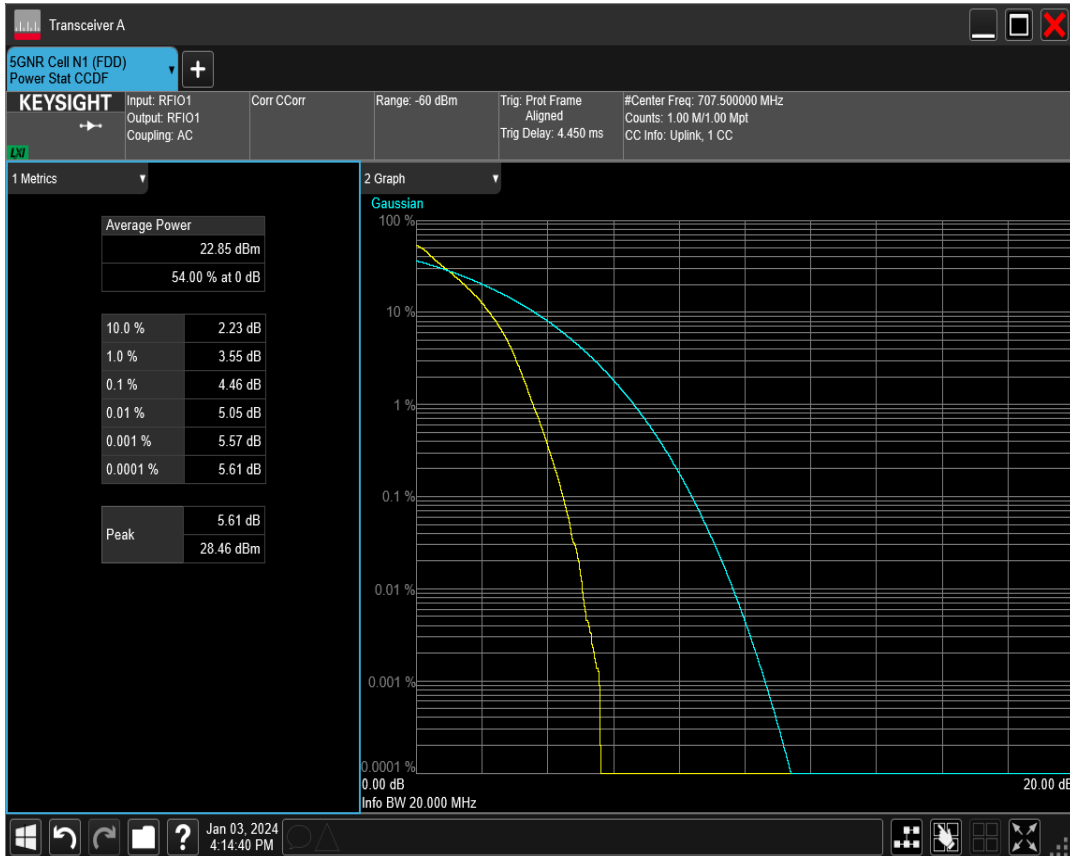 Transceiver A
5GNR Cell N1 (FDD)
Power Stat CCDF
+
KEYSIGHT
LXI
Input: RFIO1
Output: RFIO1
Coupling: AC
Corr CCorr
Range: -60 dBm
Trig: Prot Frame
Aligned
Trig Delay: 4.450 ms
#Center Freq: 707.500000 MHz
Counts: 1.00 M/1.00 Mpt
CC Info: Uplink, 1 CC
1 Metrics
Average Power
22.85 dBm
54.00 % at 0 dB
10.0 % 2.23 dB
1.0 % 3.55 dB
0.1 % 4.46 dB
0.01 % 5.05 dB
0.001 % 5.57 dB
0.0001 % 5.61 dB
Peak
5.61 dB
28.46 dBm
2 Graph
Gaussian
100 %
10 %
1 %
0.1 %
0.01 %
0.001 %
0.0001 %
0.00 dB
20.00 dB
Info BW 20.000 MHz
?
Jan 03, 2024
4:14:40 PM